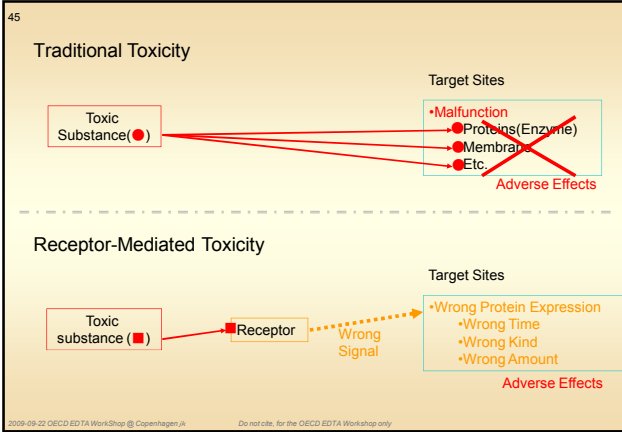 45
Traditional Toxicity
Target Sites
Toxic
Substance(●)
•Malfunction
●Proteins(Enzyme)
●Membrane
●Etc.
Adverse Effects
Receptor-Mediated Toxicity
Target Sites
Toxic
substance (■)
■Receptor
Wrong
Signal
•Wrong Protein Expression
•Wrong Time
•Wrong Kind
•Wrong Amount
Adverse Effects
2009-09-22 OECD EDTA WorkShop @ Copenhagen jk
Do not cite, for the OECD EDTA Workshop only